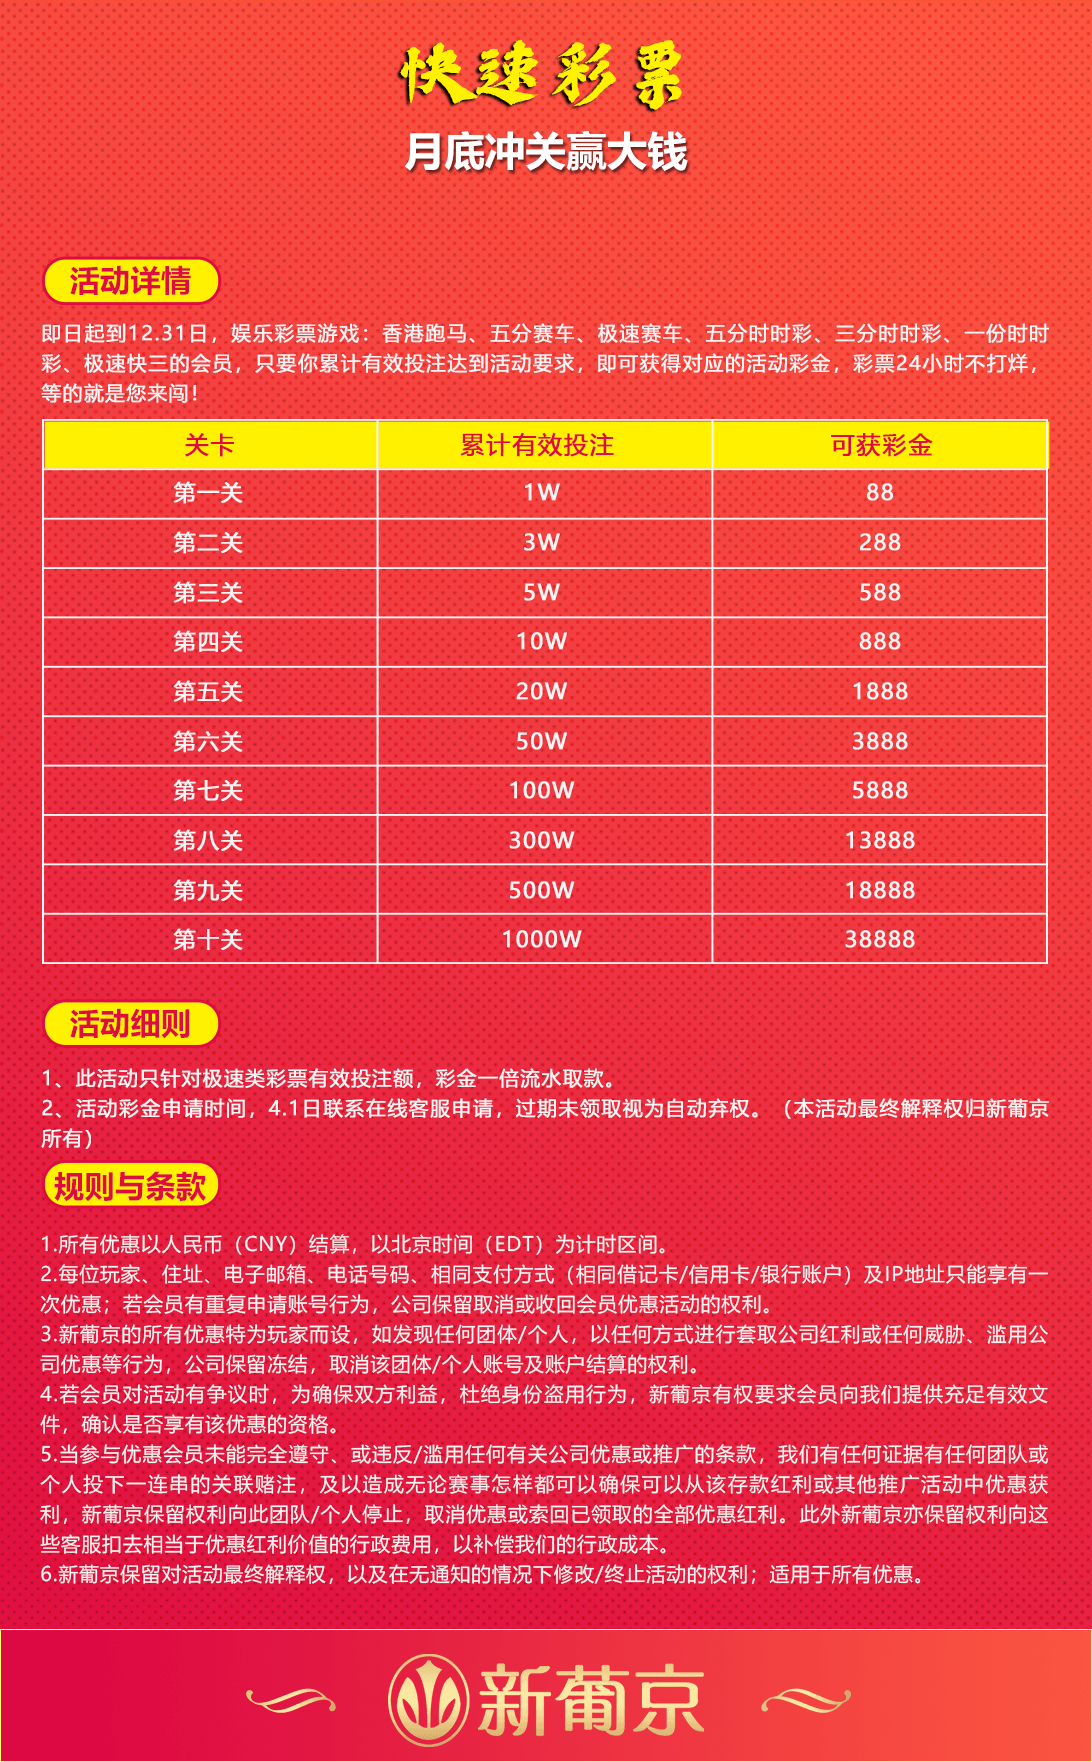 快速彩票
月底冲关赢大钱
活动详情
即日起到12.31日，娱乐彩票游戏：香港跑马、五分赛车、极速赛车、五分时时彩、三分时时彩、一份时时
彩、极速快三的会员，只要你累计有效投注达到活动要求，即可获得对应的活动彩金，彩票24小时不打烊，
等的就是您来闯！
关卡 累计有效投注 可获彩金
第一关 1W 88
第二关 3W 288
第三关 5W 588
第四关 10W 888
第五关 20W 1888
第六关 50W 3888
第七关 100W 5888
第八关 300W 13888
第九关 500W 18888
第十关 1000W 38888
活动细则
1、此活动只针对极速类彩票有效投注额，彩金一倍流水取款。
2、活动彩金申请时间，4.1日联系在线客服申请，过期未领取视为自动弃权。（本活动最终解释权归新葡京
所有）
规则与条款
1.所有优惠以人民币（CNY）结算，以北京时间（EDT）为计时区间。
2.每位玩家、住址、电子邮箱、电话号码、相同支付方式（相同借记卡/信用卡/银行账户）及IP地址只能享有一
次优惠；若会员有重复申请账号行为，公司保留取消或收回会员优惠活动的权利。
3.新葡京的所有优惠特为玩家而设，如发现任何团体/个人，以任何方式进行套取公司红利或任何威胁、滥用公
司优惠等行为，公司保留冻结，取消该团体/个人账号及账户结算的权利。
4.若会员对活动有争议时，为确保双方利益，杜绝身份盗用行为，新葡京有权要求会员向我们提供充足有效文
件，确认是否享有该优惠的资格。
5.当参与优惠会员未能完全遵守、或违反/滥用任何有关公司优惠或推广的条款，我们有任何证据有任何团队或
个人投下一连串的关联赌注，及以造成无论赛事怎样都可以确保可以从该存款红利或其他推广活动中优惠获
利，新葡京保留权利向此团队/个人停止，取消优惠或索回已领取的全部优惠红利。此外新葡京亦保留权利向这
些客服扣去相当于优惠红利价值的行政费用，以补偿我们的行政成本。
6.新葡京保留对活动最终解释权，以及在无通知的情况下修改/终止活动的权利；适用于所有优惠。
新葡京